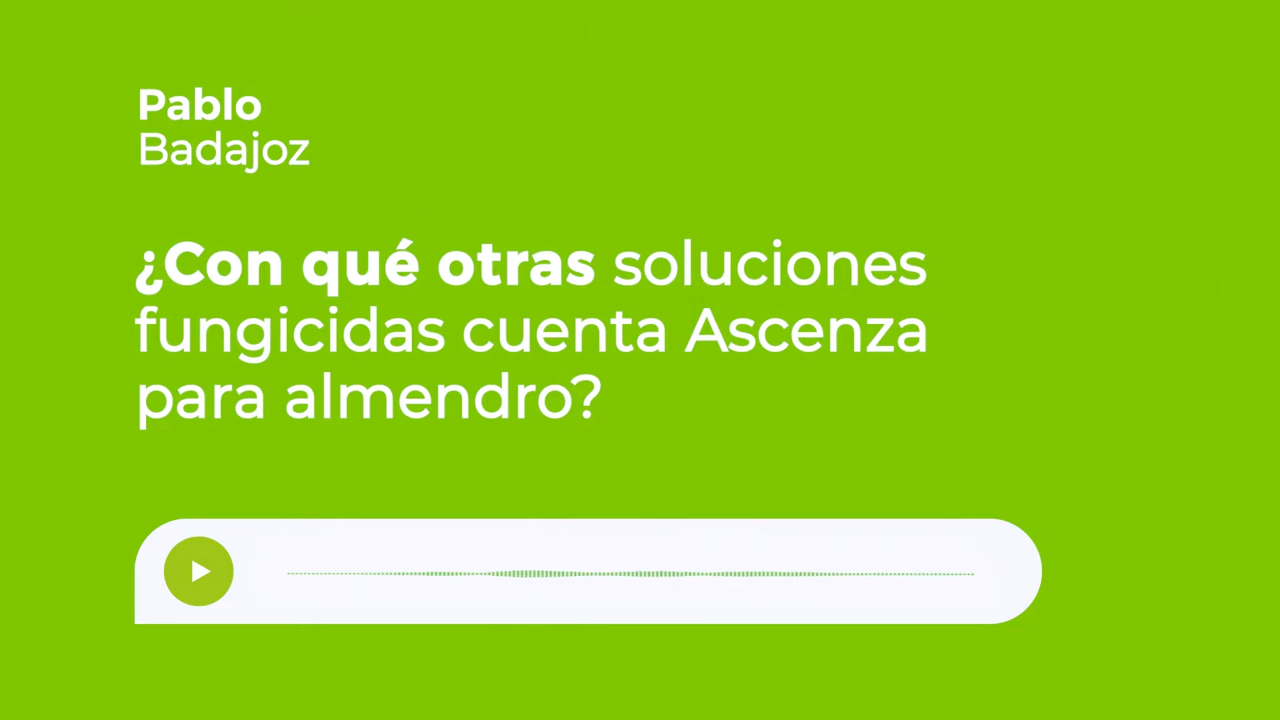 Pablo
Badajoz
¿Con qué otras soluciones
fungicidas cuenta Ascenza
para almendro?